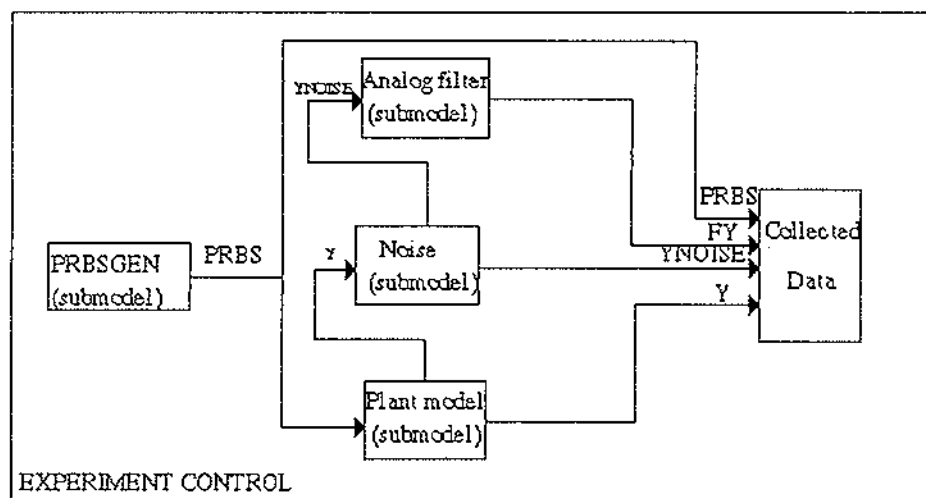 Analog filter
(submodel)
YNOISE
PRBS
FY
YNOISE
Y
Collected
Data
PRBSGEN
(submodel)
PRBS
Y
Noise
(submodel)
Plant model
(submodel)
EXPERIMENT CONTROL